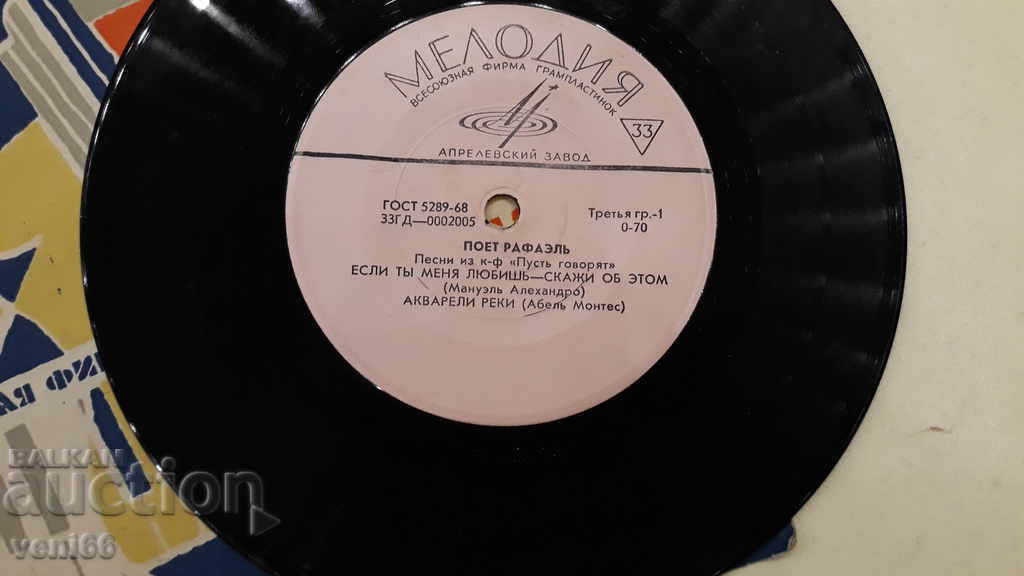 МЕЛОДИЯ
ВСЕСОЮЗНАЯ ФИРМА ГРАМПЛАСТИНОК
33
АПРЕЛЕВСКИЙ ЗАВОД
ГОСТ 5289-68
33ГД—0002005
Третья гр.-1
0-70
ПОЕТ РАФАЭЛЬ
Песни из к-ф «Пусть говорят»
ЕСЛИ ТЫ МЕНЯ ЛЮБИШЬ—СКАЖИ ОБ ЭТОМ
(Мануэль Алехандро)
АКВАРЕЛИ РЕКИ (Абель Монтес)
BALKAN
auction
veni66